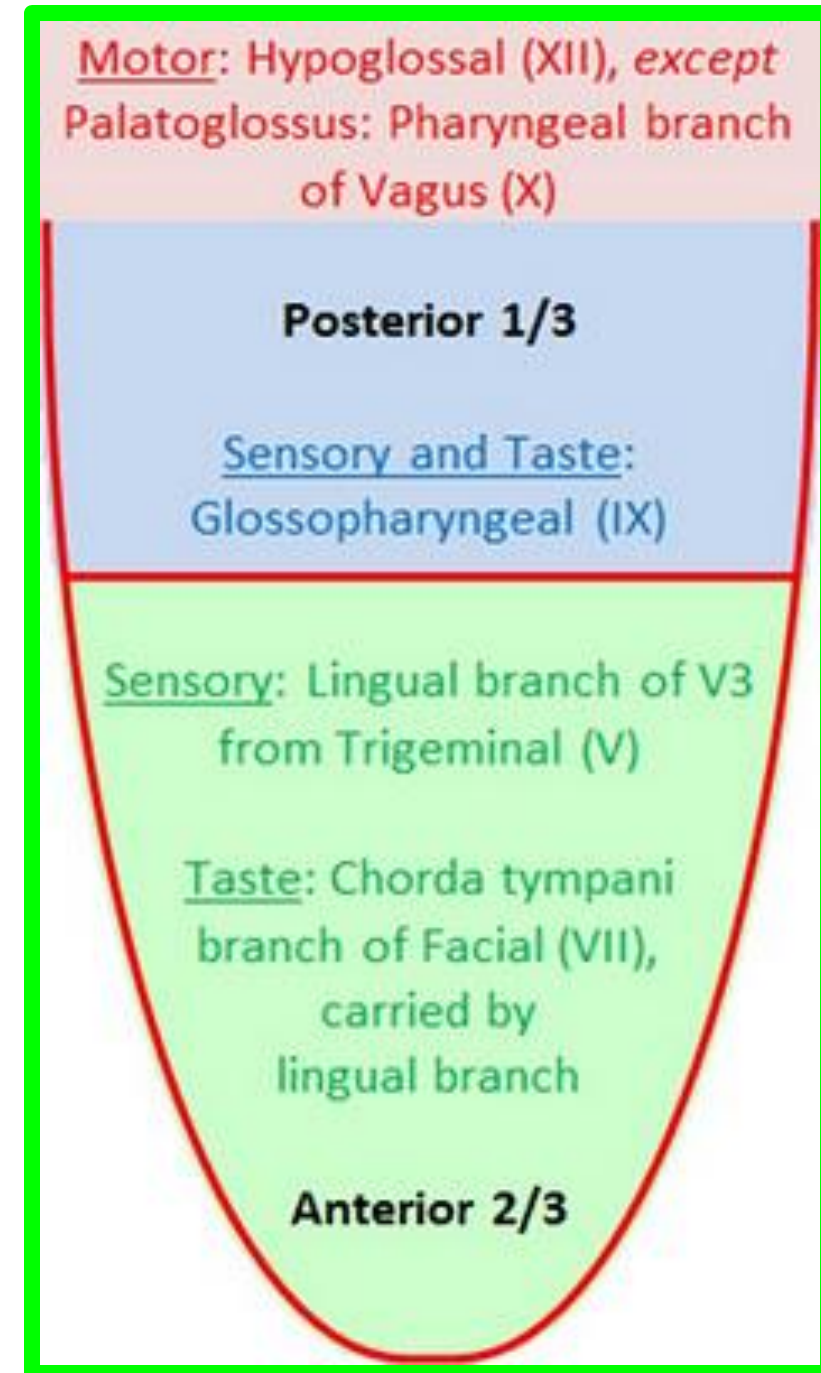 Motor: Hypoglossal (XII), except
Palatoglossus: Pharyngeal branch
of Vagus (X)
Posterior 1/3
Sensory and Taste:
Glossopharyngeal (IX)
Sensory: Lingual branch of V3
from Trigeminal (V)
Taste: Chorda tympani
branch of Facial (VII),
carried by
lingual branch
Anterior 2/3